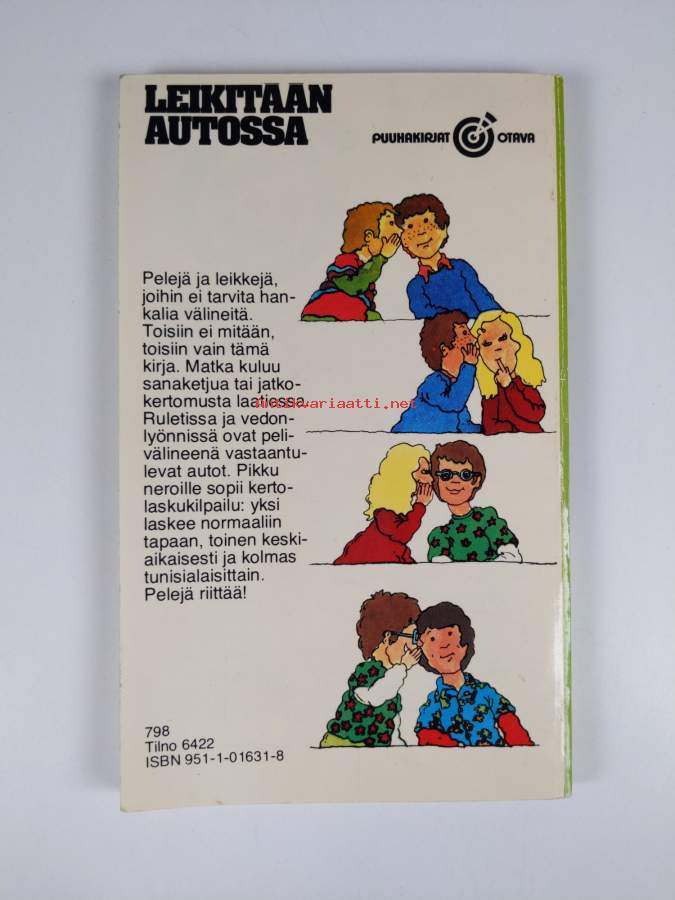 LEIKITÄÄN
AUTOSSA
PUUHAKIRJAT OTAVA
Pelejä ja leikkejä,
joihin ei tarvita han-
kalia välineitä.
Toisiin ei mitään,
toisiin vain tämä
kirja. Matka kuluu
sanaketjua tai jatko-
kertomusta laatiessa.
antikvariaatti.net
Ruletissa ja vedon-
lyönnissä ovat peli-
välineenä vastaantu-
levat autot. Pikku
neroille sopii kerto-
laskukilpailu: yksi
laskee normaaliin
tapaan, toinen keski-
aikaisesti ja kolmas
tunisialaisittain.
Pelejä riittää!
798
Tilno 6422
ISBN 951-1-01631-8